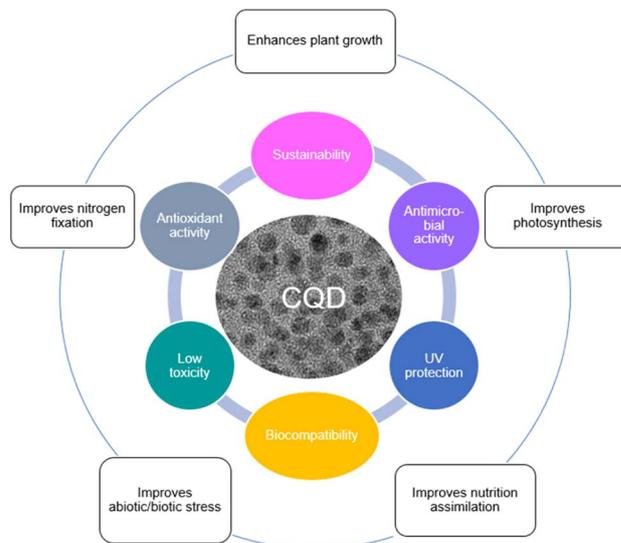 Enhances plant growth
Sustainability
Improves nitrogen
fixation
Antioxidant
activity
Antimicro-
bial
activity
Improves
photosynthesis
CQD
Low
toxicity
UV
protection
Biocompatibility
Improves
abiotic/biotic stress
Improves nutrition
assimilation